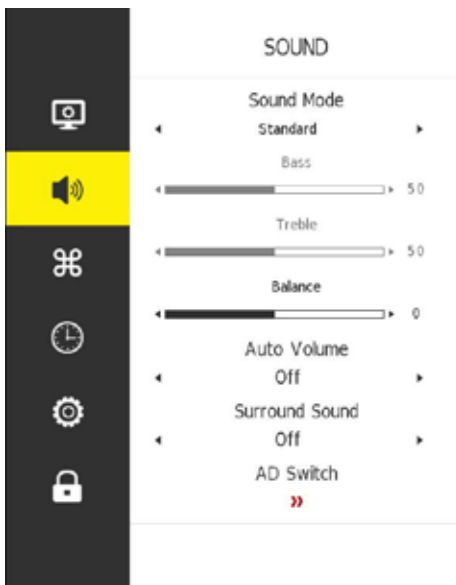 SOUND
Sound Mode
Standard
Bass
50
Treble
50
Balance
0
Auto Volume
Off
Surround Sound
Off
AD Switch
»